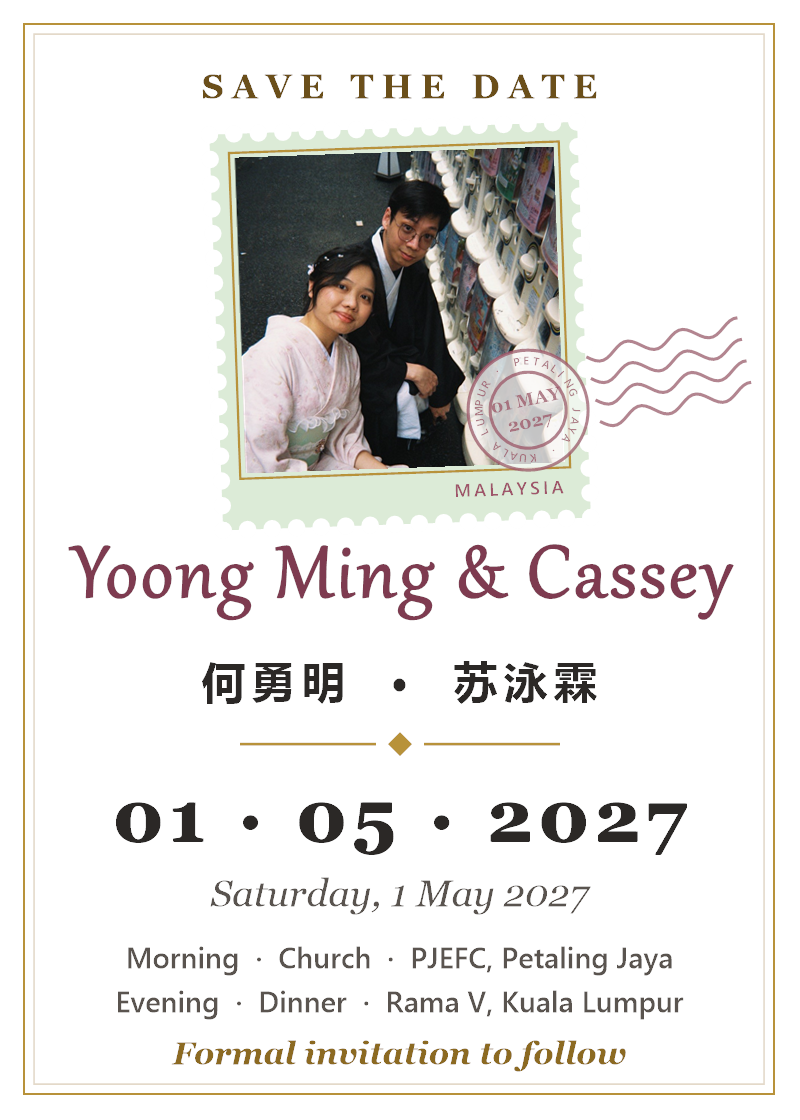 SAVE THE DATE
PETALING JAYA · KUALA LUMPUR ·
01 MAY
2027
MALAYSIA
Yoong Ming & Cassey
何勇明 • 苏泳霖
01 · 05 · 2027
Saturday, 1 May 2027
Morning · Church · PJEFC, Petaling Jaya
Evening · Dinner · Rama V, Kuala Lumpur
Formal invitation to follow